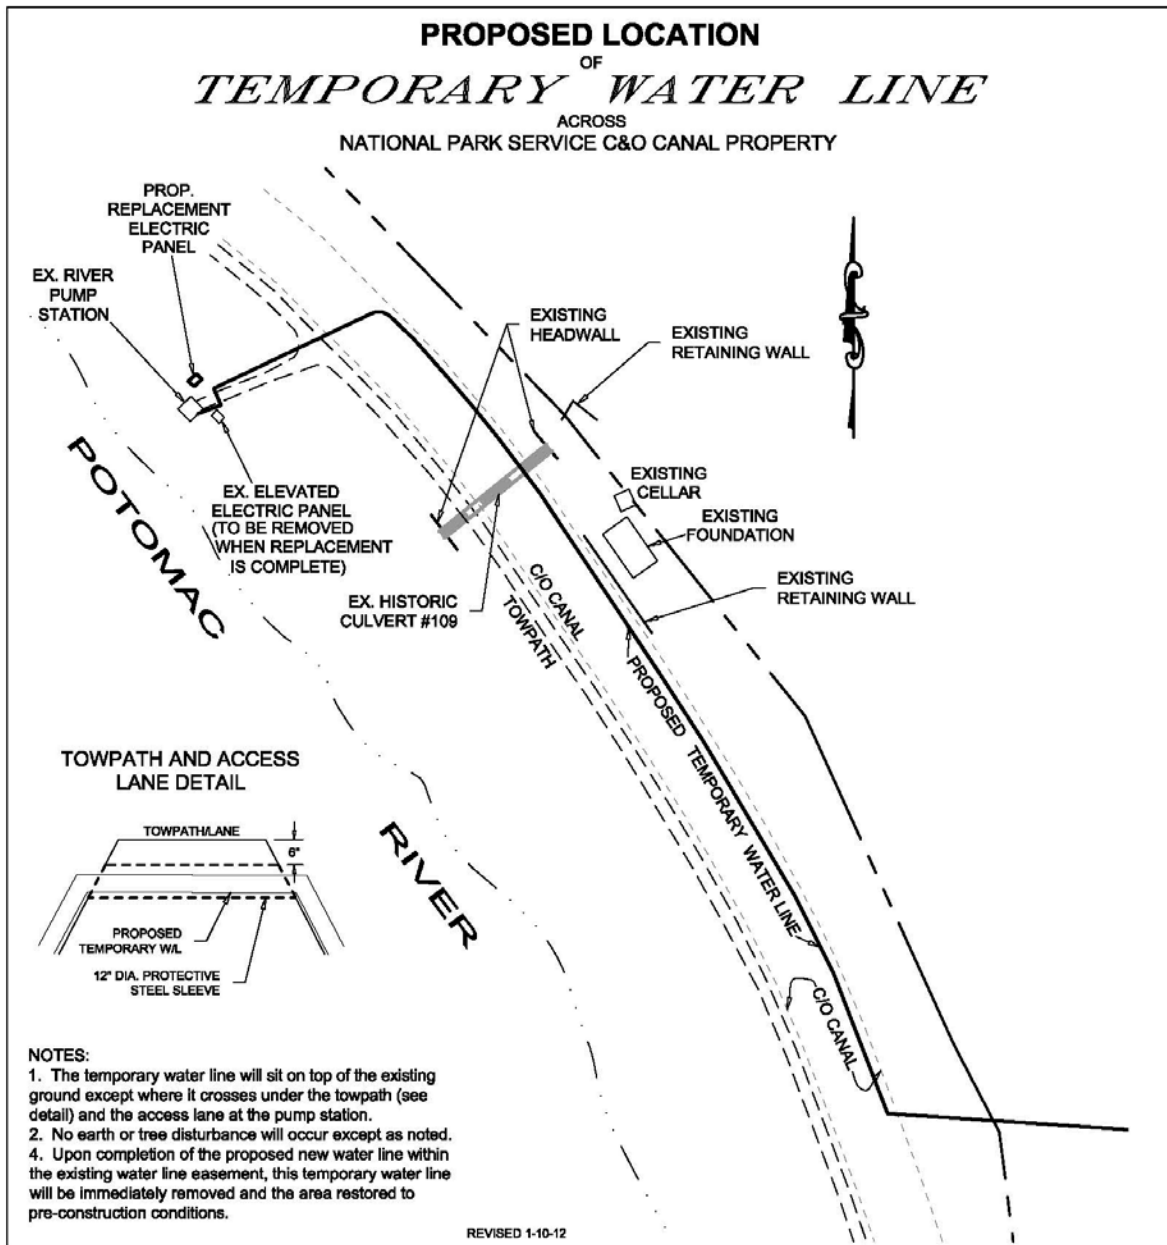 PROPOSED LOCATION
OF
TEMPORARY WATER LINE
ACROSS
NATIONAL PARK SERVICE C&O CANAL PROPERTY
PROP.
REPLACEMENT
ELECTRIC
PANEL
EX. RIVER
PUMP
STATION
EXISTING
HEADWALL
EXISTING
RETAINING WALL
EX. ELEVATED
ELECTRIC PANEL
(TO BE REMOVED
WHEN REPLACEMENT
IS COMPLETE)
EXISTING
CELLAR
EXISTING
FOUNDATION
EX. HISTORIC
CULVERT #109
EXISTING
RETAINING WALL
C/O CANAL
TOWPATH
POTOMAC
RIVER
PROPOSED TEMPORARY WATER LINE
C/O CANAL
TOWPATH AND ACCESS
LANE DETAIL
TOWPATH/LANE
6"
PROPOSED
TEMPORARY W/L
12" DIA. PROTECTIVE
STEEL SLEEVE
NOTES:
1. The temporary water line will sit on top of the existing
ground except where it crosses under the towpath (see
detail) and the access lane at the pump station.
2. No earth or tree disturbance will occur except as noted.
4. Upon completion of the proposed new water line within
the existing water line easement, this temporary water line
will be immediately removed and the area restored to
pre-construction conditions.
REVISED 1-10-12